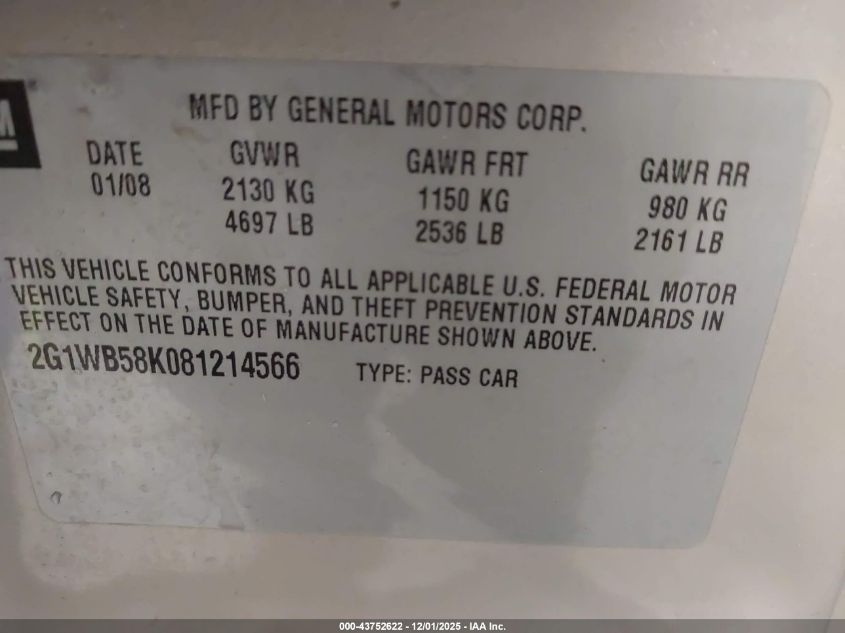 M
MFD BY GENERAL MOTORS CORP.
DATE GVWR GAWR FRT GAWR RR
01/08 2130 KG 1150 KG 980 KG
4697 LB 2536 LB 2161 LB
THIS VEHICLE CONFORMS TO ALL APPLICABLE U.S. FEDERAL MOTOR
VEHICLE SAFETY, BUMPER, AND THEFT PREVENTION STANDARDS IN
EFFECT ON THE DATE OF MANUFACTURE SHOWN ABOVE.
2G1WB58K081214566 TYPE: PASS CAR
000-43752622 - 12/01/2025 - IAA Inc.